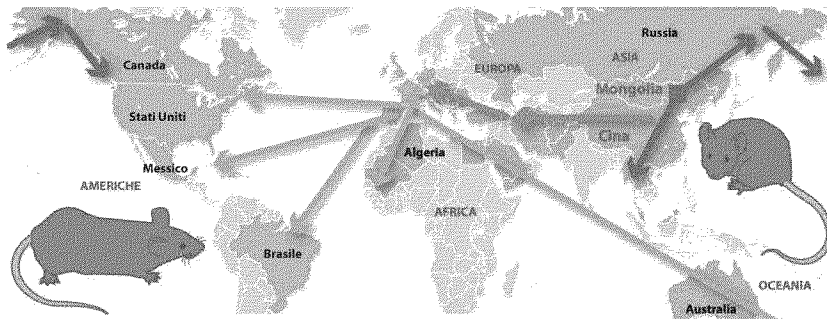 Russia
ASIA
Canada
EUROPA
Mongolia
Stati Uniti
Cina
Algeria
Messico
AMERICHE
AFRICA
Brasile
OCEANIA
Australia